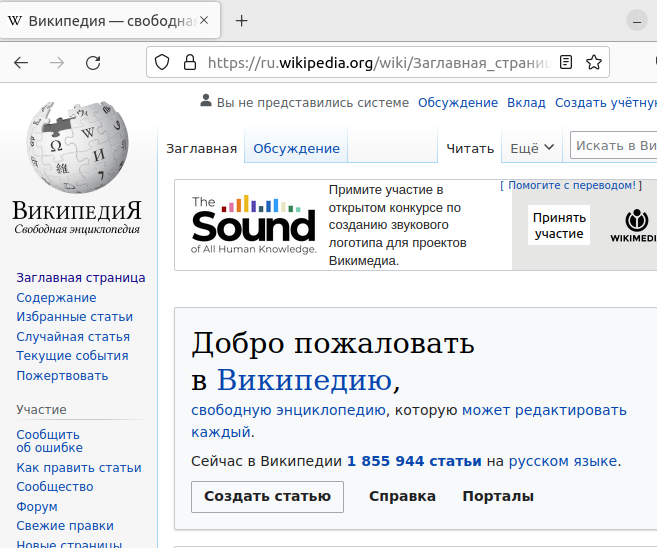 Википедия — свободна
https://ru.wikipedia.org/wiki/Заглавная_страни
Вы не представились системе Обсуждение Вклад Создать учётну
Заглавная Обсуждение Читать Ещё Искать в Ви
ВикипедиЯ
Свободная энциклопедия
The
Sound
of All Human Knowledge.
Примите участие в
открытом конкурсе по
созданию звукового
логотипа для проектов
Викимедиа.
[ Помогите с переводом! ]
Принять
участие
WIKIMEDI
Заглавная страница
Содержание
Избранные статьи
Случайная статья
Текущие события
Пожертвовать
Участие
Сообщить
об ошибке
Как править статьи
Сообщество
Форум
Свежие правки
Новые страницы
Добро пожаловать
в Википедию,
свободную энциклопедию, которую может редактировать
каждый.
Сейчас в Википедии 1 855 944 статьи на русском языке.
Создать статью Справка Порталы